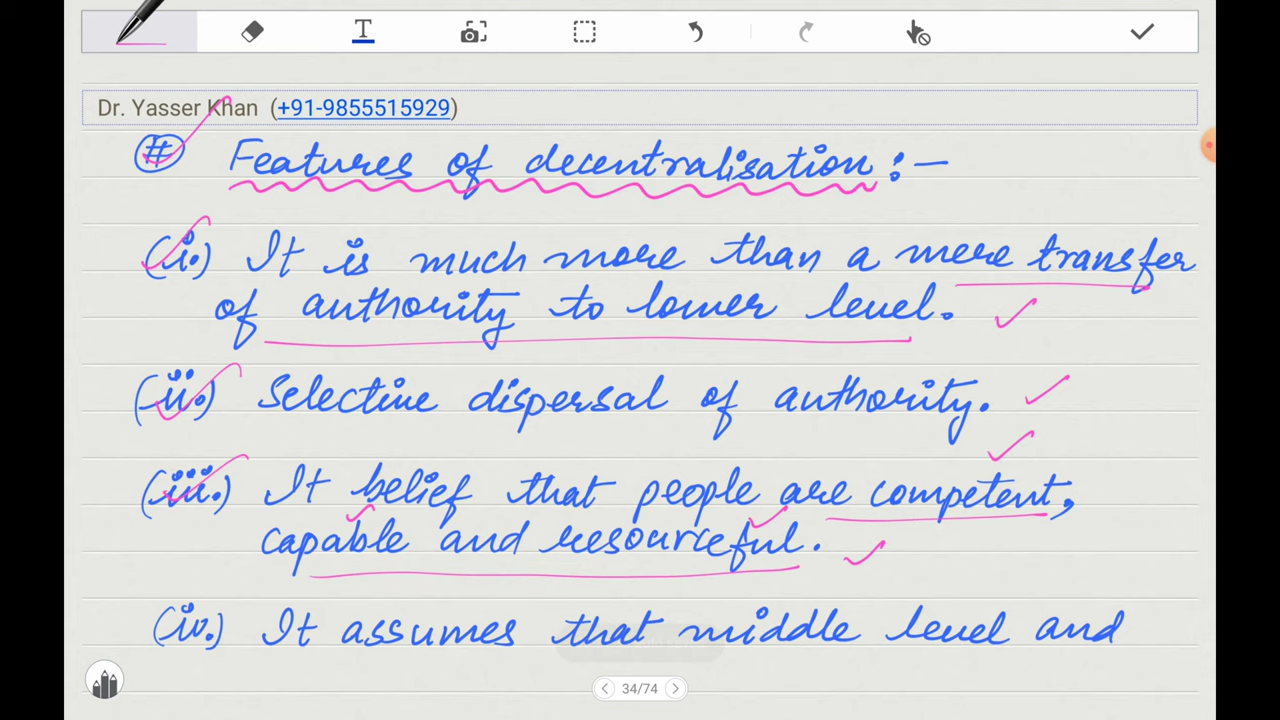 T
Dr. Yasser Khan (+91-9855515929)
# Features of decentralisation :-
(i.) It is much more than a mere transfer
of authority to lower level.
(ii.) Selective dispersal of authority.
(iii.) It belief that people are competent,
capable and resourceful.
(iv.) It assumes that middle level and
34/74